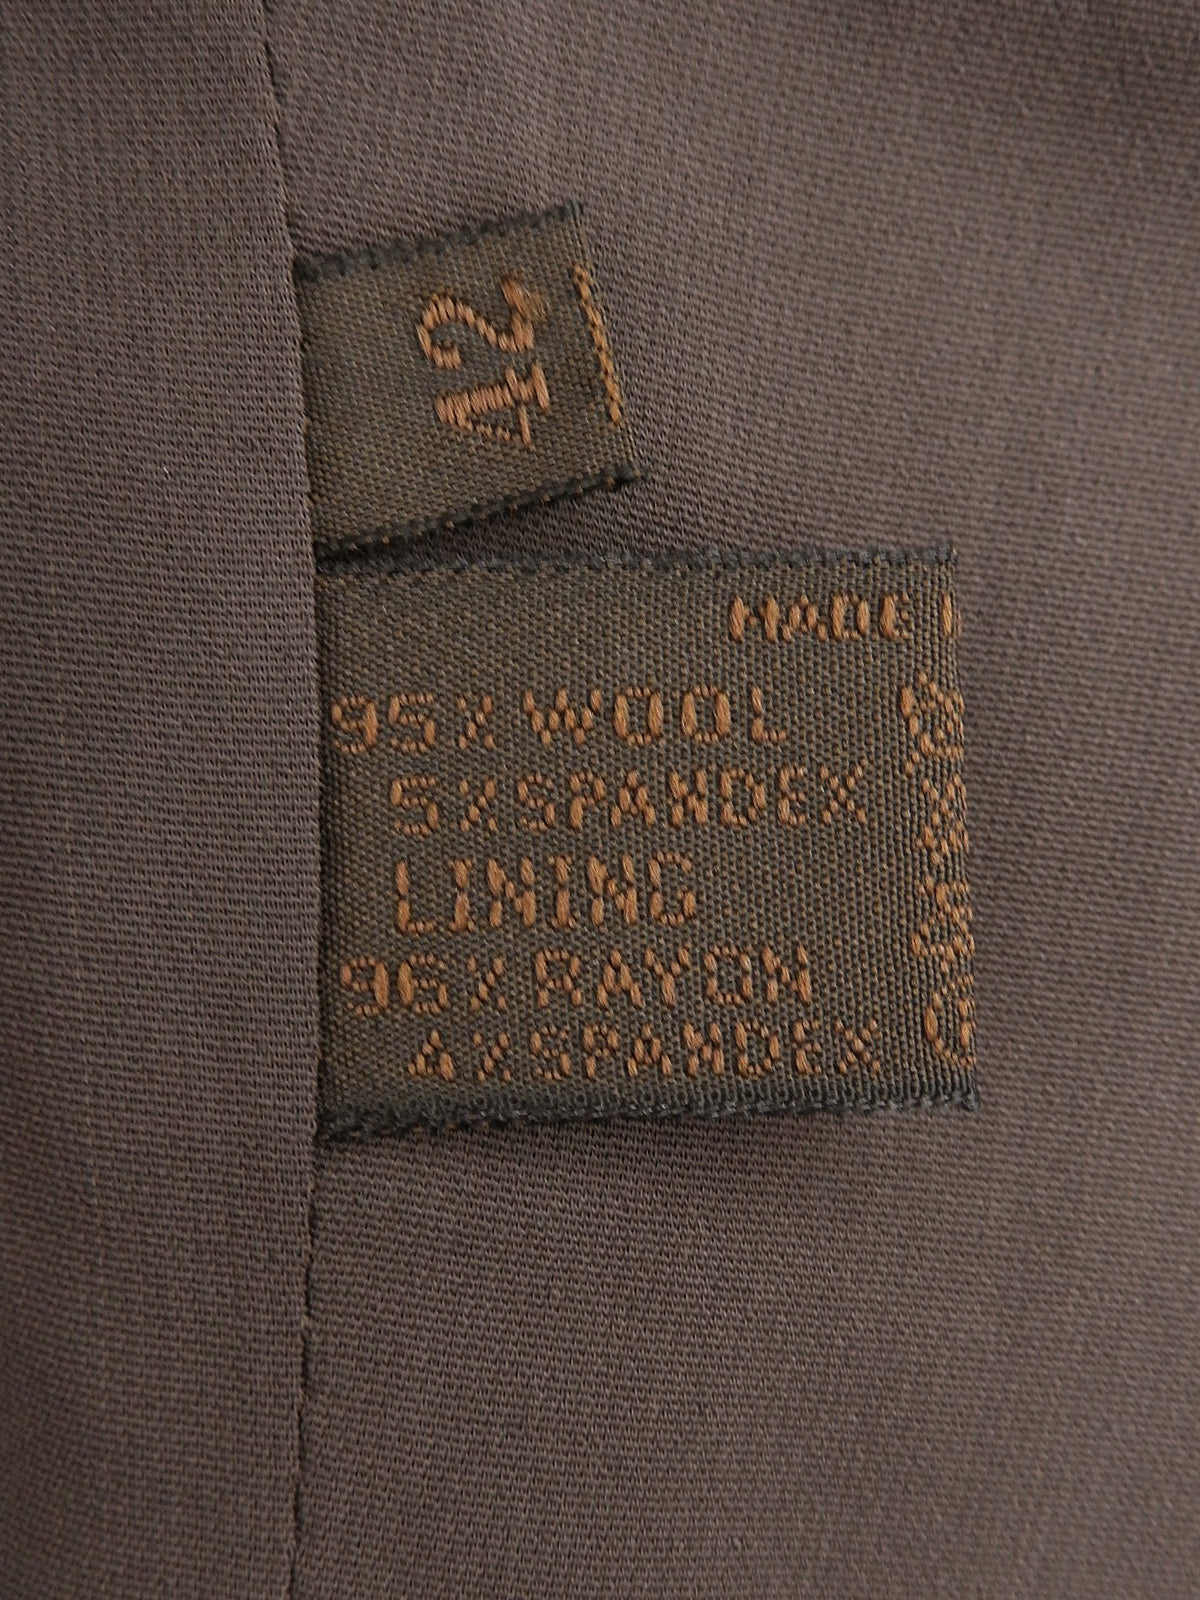 42
MADE I
95% WOOL
5% SPANDEX
LINING
96% RAYON
4% SPANDEX